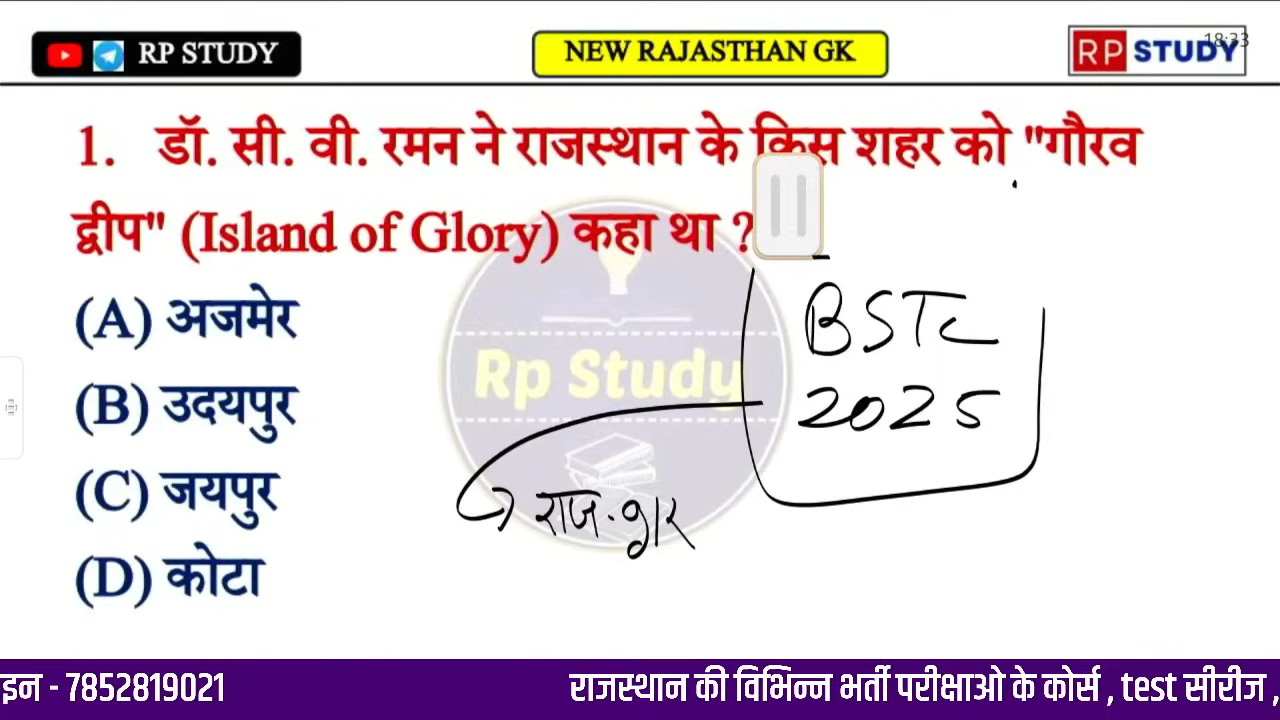 RP STUDY
NEW RAJASTHAN GK
RP STUDY
18:33
1. डॉ. सी. वी. रमन ने राजस्थान के किस शहर को "गौरव
द्वीप" (Island of Glory) कहा था ?
(A) अजमेर
(B) उदयपुर
(C) जयपुर
(D) कोटा
Rp Study
BSTC
2025
राज. gk
इन - 7852819021
राजस्थान की विभिन्न भर्ती परीक्षाओ के कोर्स , test सीरीज ,